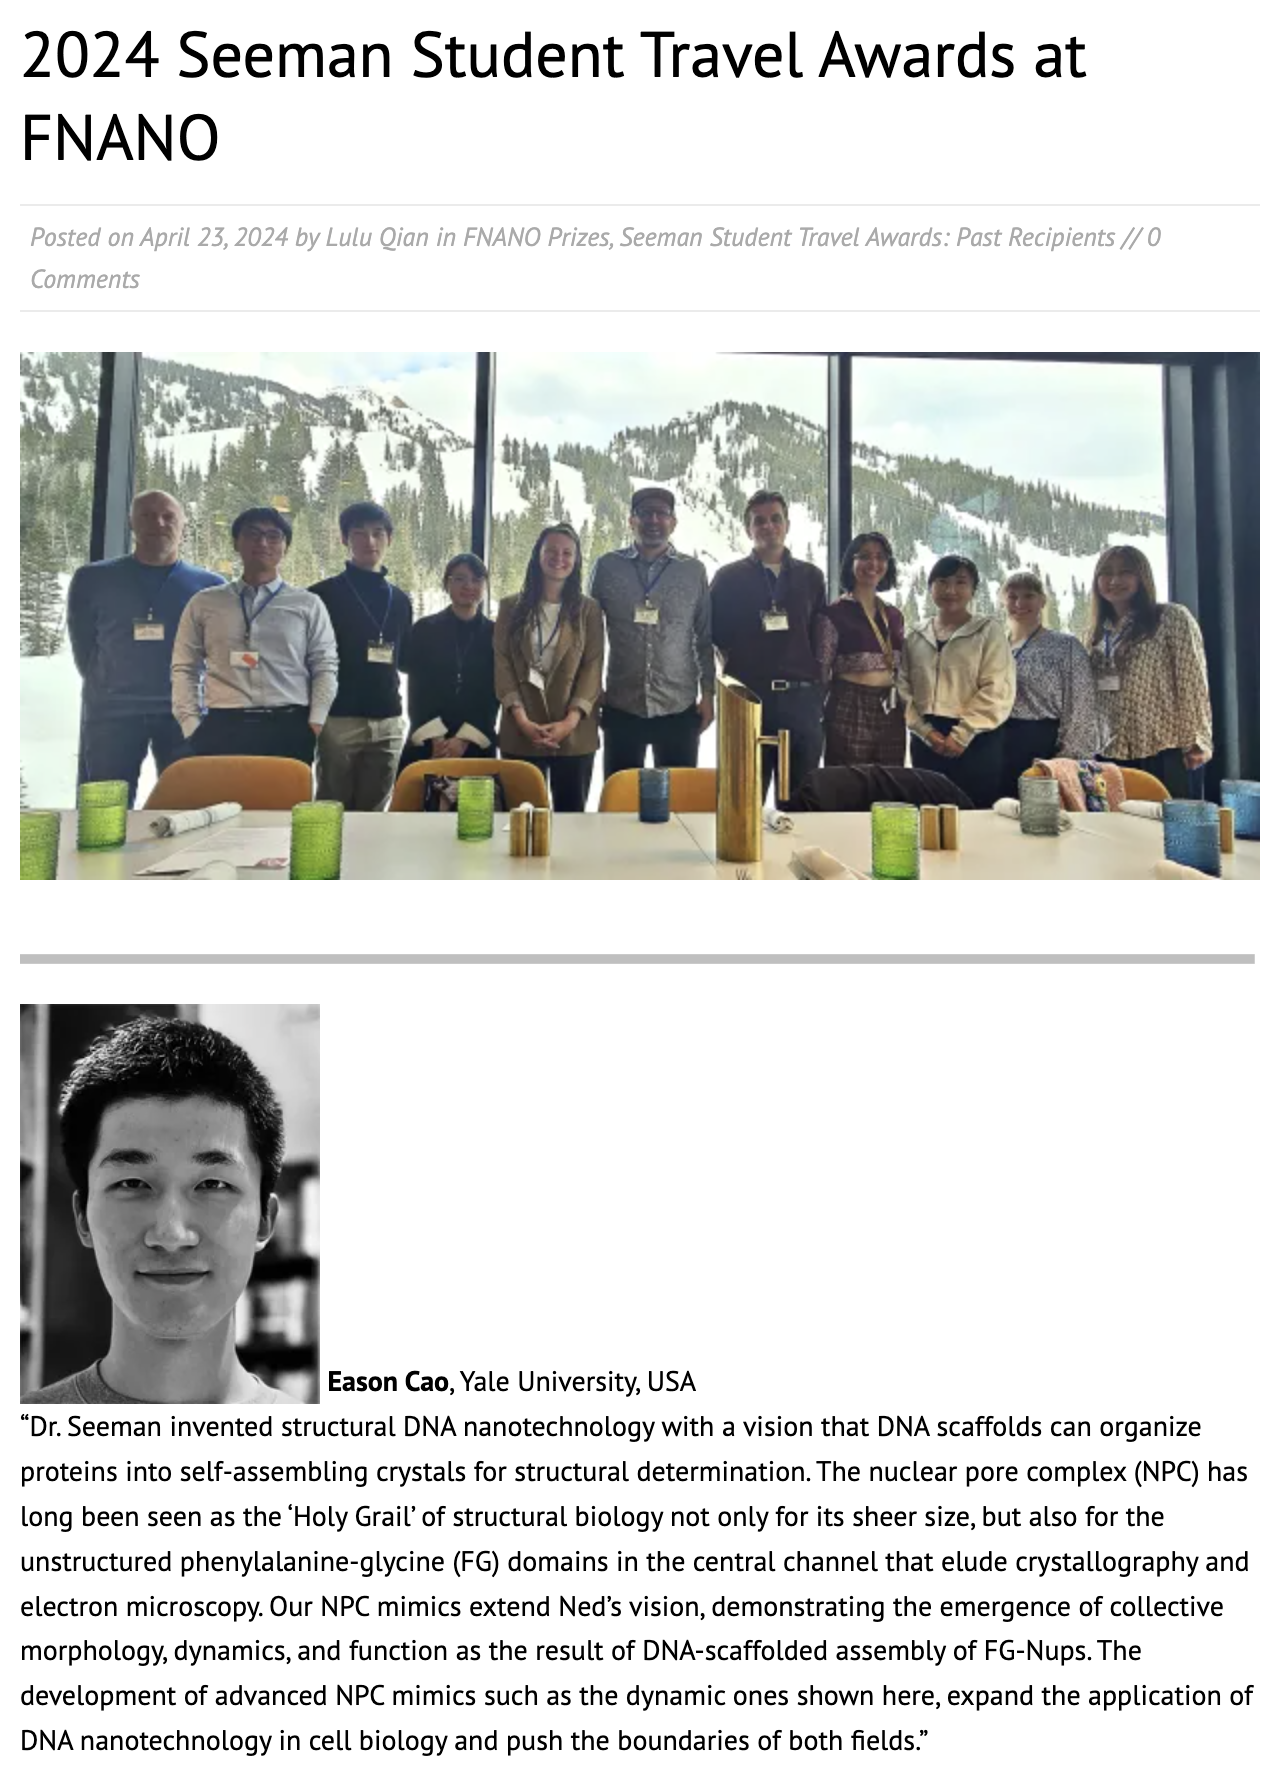 2024 Seeman Student Travel Awards at
FNANO
Posted on April 23, 2024 by Lulu Qian in FNANO Prizes, Seeman Student Travel Awards: Past Recipients // 0
Comments
Eason Cao, Yale University, USA
“Dr. Seeman invented structural DNA nanotechnology with a vision that DNA scaffolds can organize
proteins into self-assembling crystals for structural determination. The nuclear pore complex (NPC) has
long been seen as the ‘Holy Grail’ of structural biology not only for its sheer size, but also for the
unstructured phenylalanine-glycine (FG) domains in the central channel that elude crystallography and
electron microscopy. Our NPC mimics extend Ned’s vision, demonstrating the emergence of collective
morphology, dynamics, and function as the result of DNA-scaffolded assembly of FG-Nups. The
development of advanced NPC mimics such as the dynamic ones shown here, expand the application of
DNA nanotechnology in cell biology and push the boundaries of both fields.”